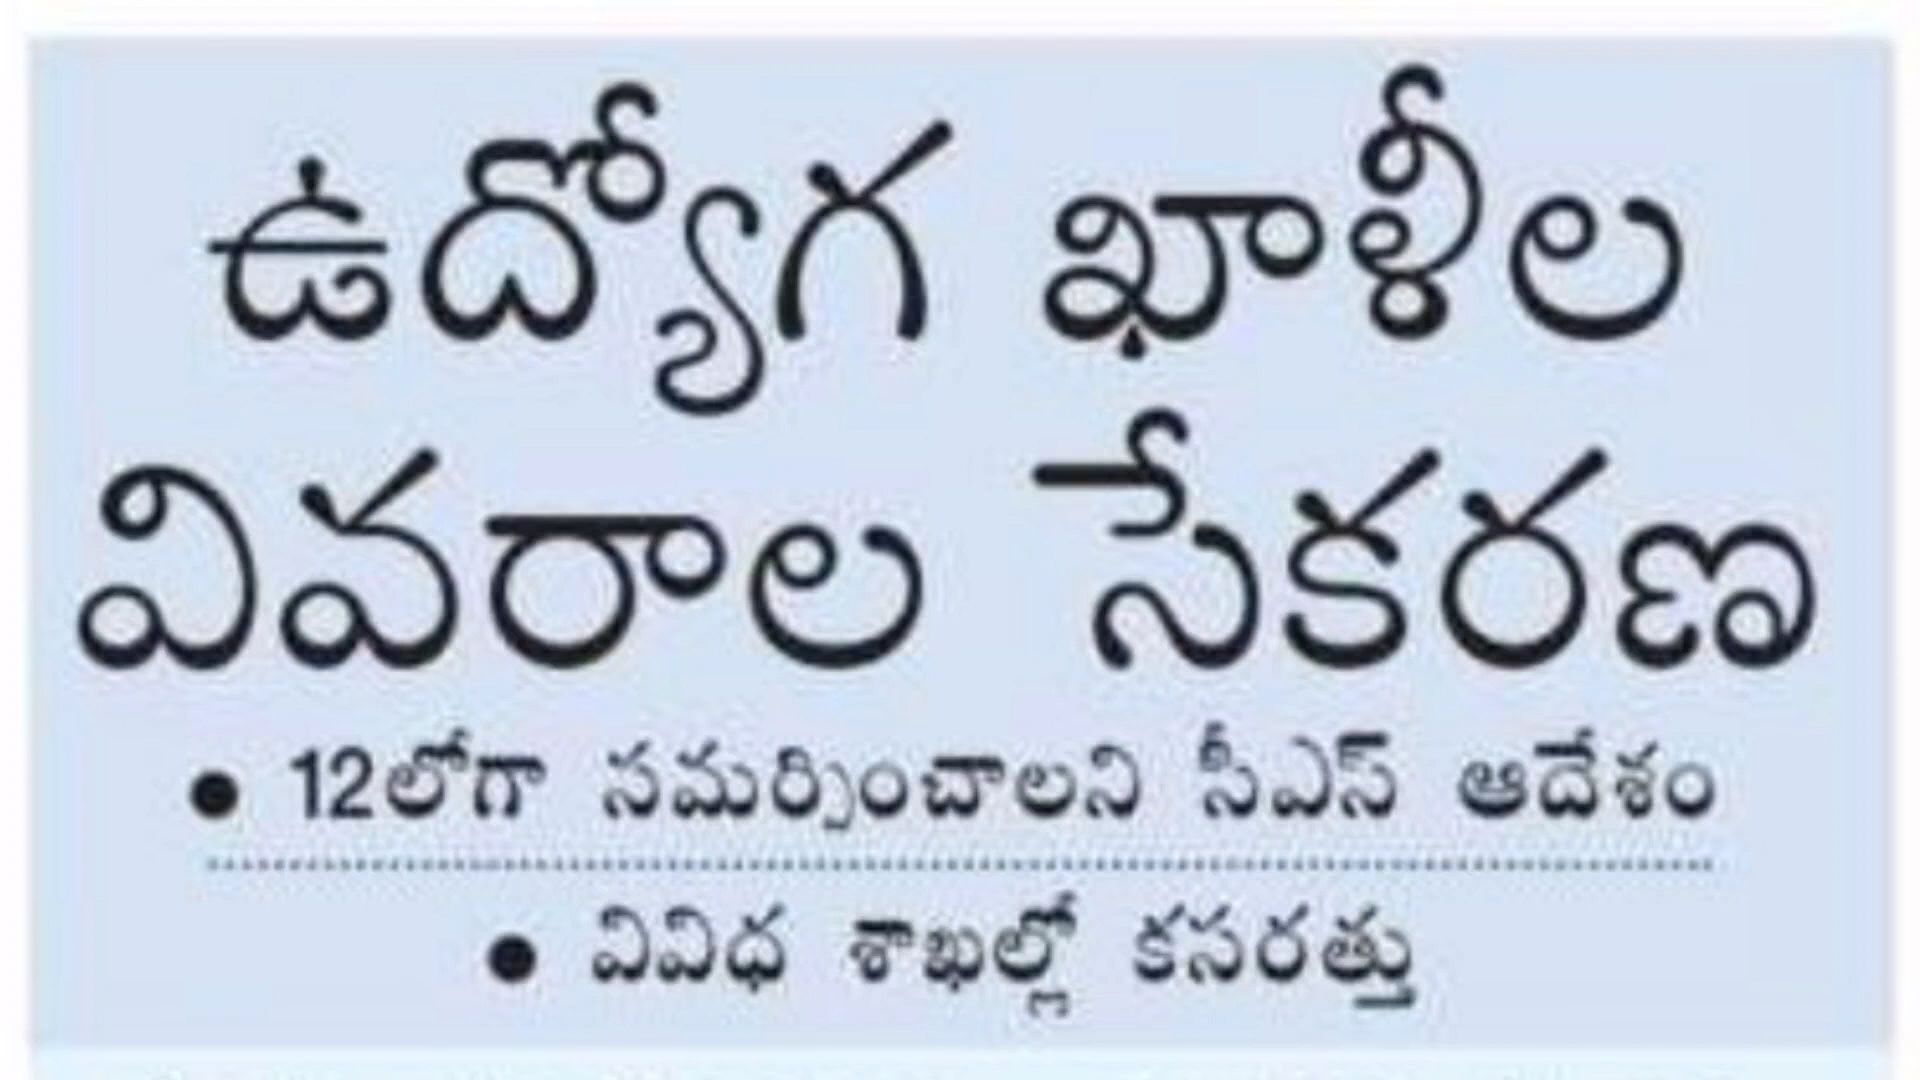 ఉద్యోగ ఖాళీల
వివరాల సేకరణ
● 12లోగా సమర్పించాలని సీఎస్ ఆదేశం
● వివిధ శాఖల్లో కసరత్తు